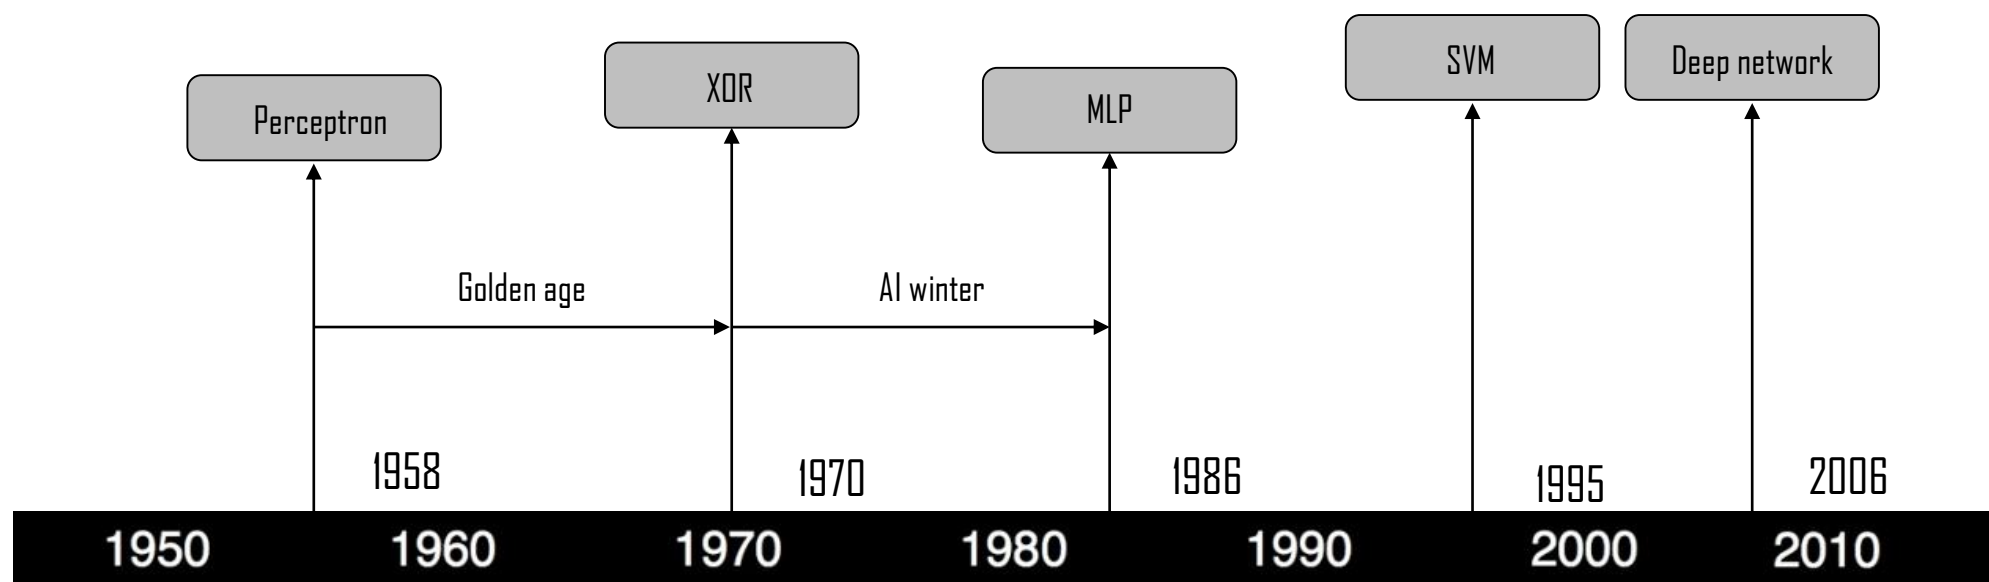 Perceptron
XOR
MLP
SVM
Deep network
Golden age
AI winter
1958
1970
1986
1995
2006
1950
1960
1970
1980
1990
2000
2010